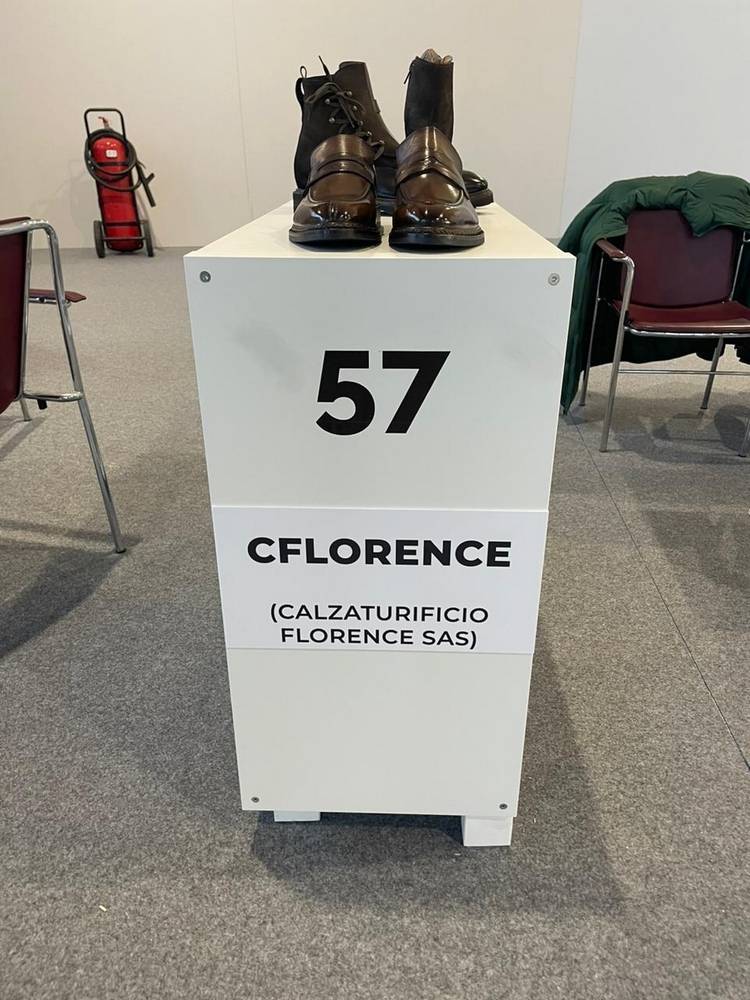 57
CFLORENCE
(CALZATURIFICIO
FLORENCE SAS)